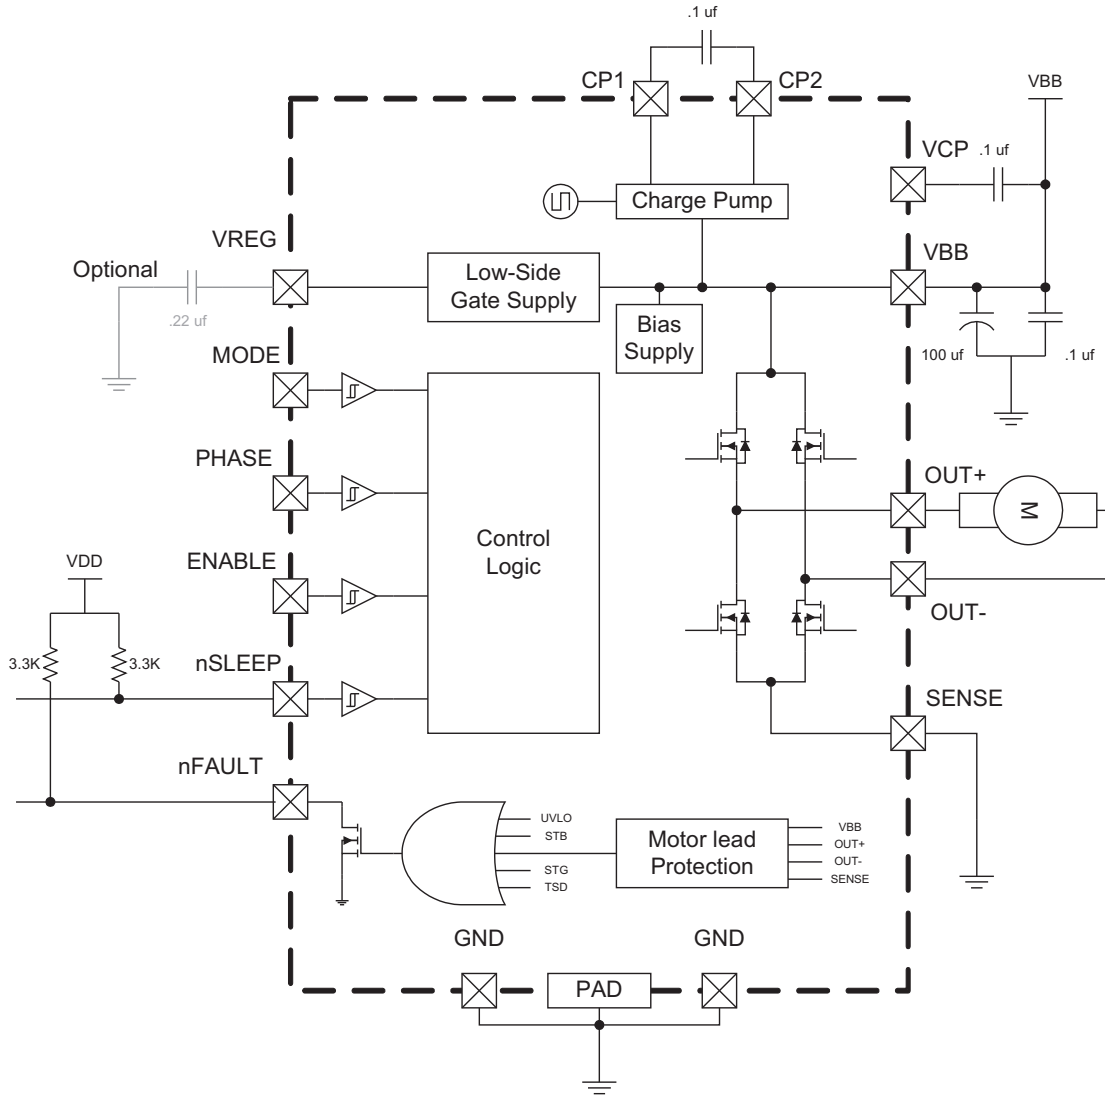 .1 uf
CP1
CP2
VBB
VCP
.1 uf
Charge Pump
VREG
VBB
Optional
Low-Side
Gate Supply
.22 uf
Bias
Supply
100 uf
.1 uf
MODE
PHASE
OUT+
M
Control
Logic
ENABLE
VDD
OUT-
3.3K
3.3K
nSLEEP
SENSE
nFAULT
UVLO
STB
STG
TSD
Motor lead
Protection
VBB
OUT+
OUT-
SENSE
GND
GND
PAD